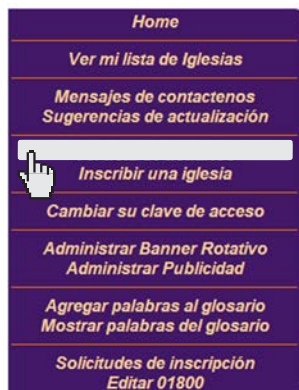 Home
Ver mi lista de Iglesias
Mensajes de contactenos
Sugerencias de actualización
Inscribir una iglesia
Cambiar su clave de acceso
Administrar Banner Rotativo
Administrar Publicidad
Agregar palabras al glosario
Mostrar palabras del glosario
Solicitudes de inscripción
Editar 01800